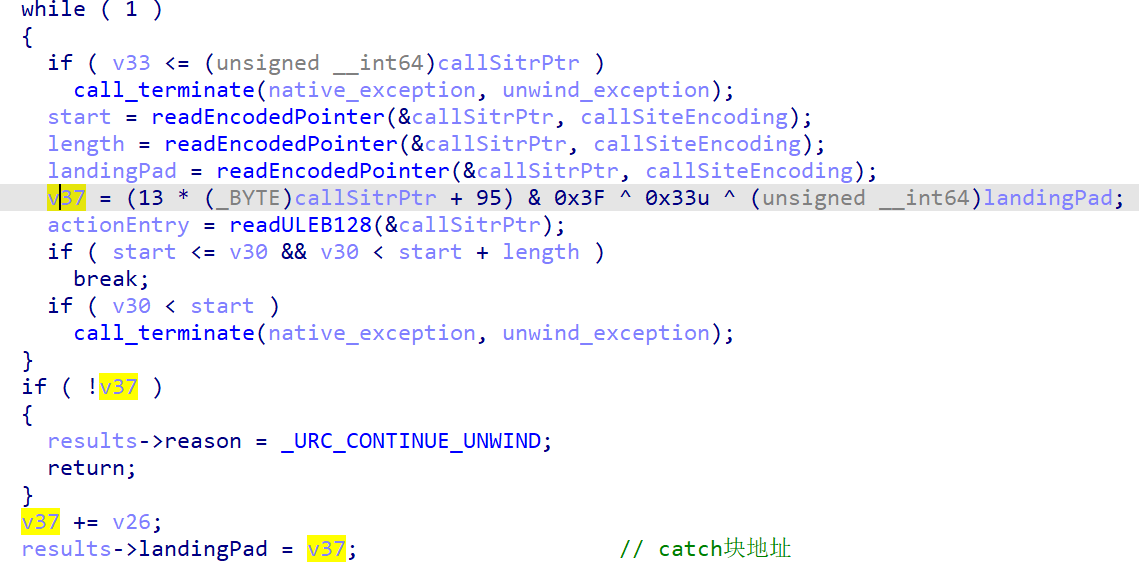 while ( 1 )
{
  if ( v33 <= (unsigned __int64)callSitrPtr )
    call_terminate(native_exception, unwind_exception);
  start = readEncodedPointer(&callSitrPtr, callSiteEncoding);
  length = readEncodedPointer(&callSitrPtr, callSiteEncoding);
  landingPad = readEncodedPointer(&callSitrPtr, callSiteEncoding);
  v37 = (13 * (_BYTE)callSitrPtr + 95) & 0x3F ^ 0x33u ^ (unsigned __int64)landingPad;
  actionEntry = readULEB128(&callSitrPtr);
  if ( start <= v30 && v30 < start + length )
    break;
  if ( v30 < start )
    call_terminate(native_exception, unwind_exception);
}
if ( !v37 )
{
  results->reason = _URC_CONTINUE_UNWIND;
  return;
}
v37 += v26;
results->landingPad = v37; // catch块地址